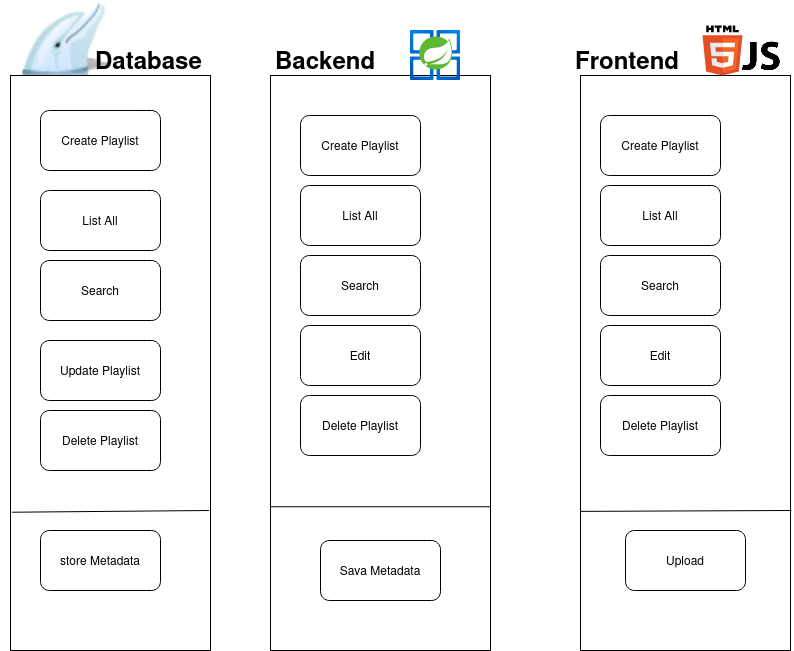 Database
Create Playlist
List All
Search
Update Playlist
Delete Playlist
store Metadata
Backend
Create Playlist
List All
Search
Edit
Delete Playlist
Sava Metadata
Frontend
HTML
5
JS
Create Playlist
List All
Search
Edit
Delete Playlist
Upload